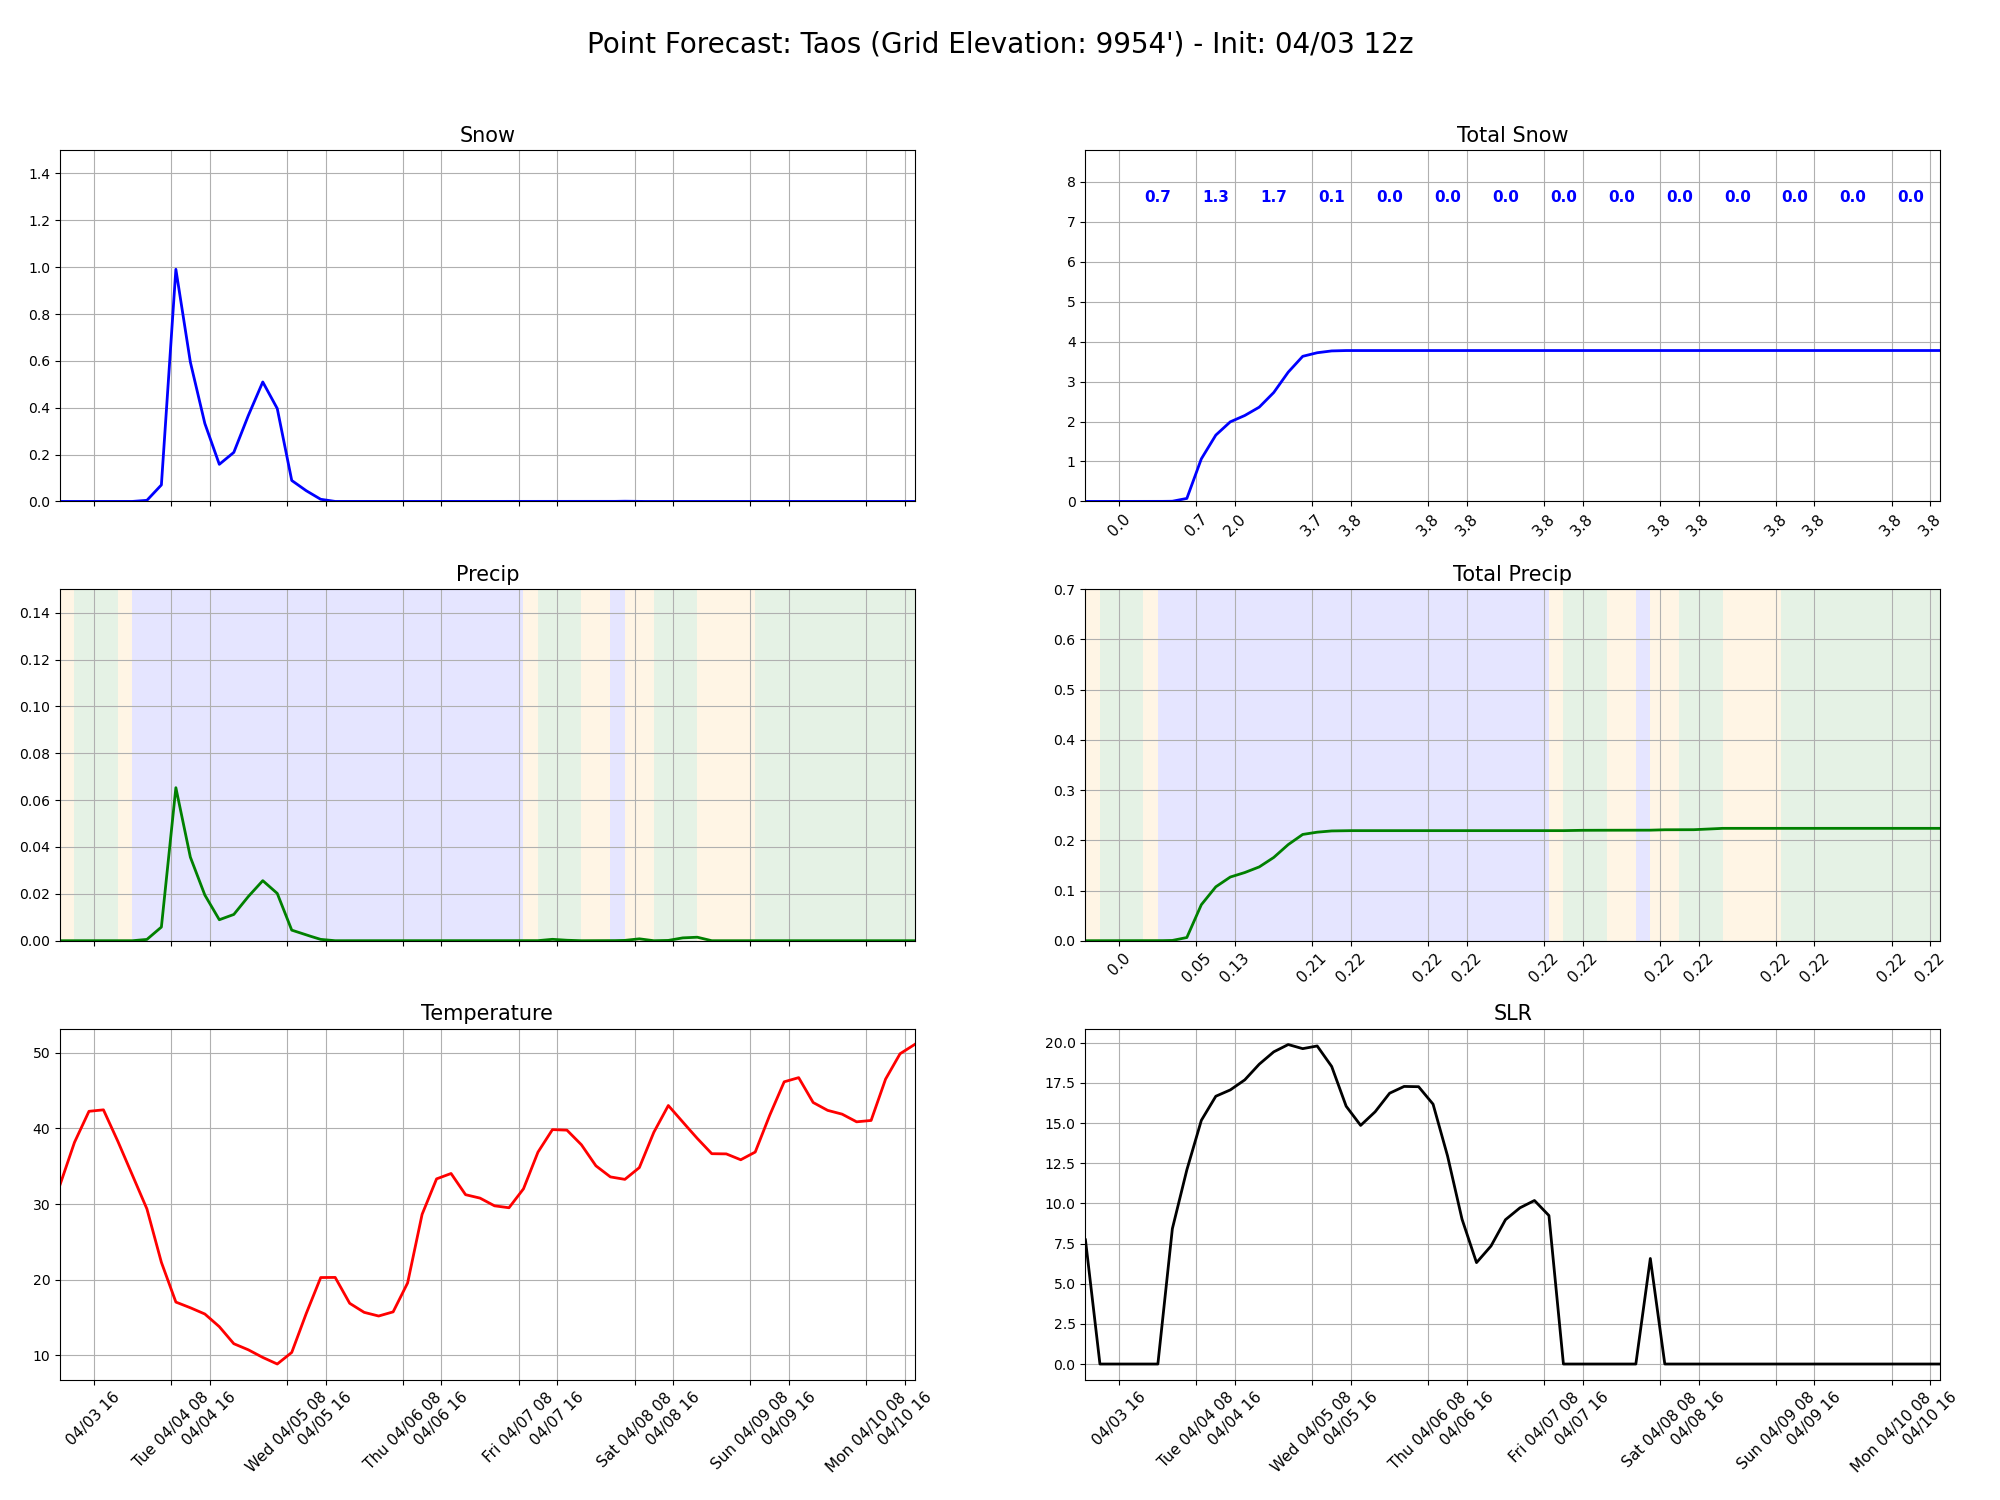 Point Forecast: Taos (Grid Elevation: 9954') - Init: 04/03 12z
Snow
1.4
1.2
1.0
0.8
0.6
0.4
0.2
0.0
Total Snow
8
7
6
5
4
3
2
1
0
0.7 1.3 1.7 0.1 0.0 0.0 0.0 0.0 0.0 0.0 0.0 0.0 0.0 0.0
0.0 0.7 2.0 3.7 3.8 3.8 3.8 3.8 3.8 3.8 3.8 3.8 3.8 3.8 3.8
Precip
0.14
0.12
0.10
0.08
0.06
0.04
0.02
0.00
Total Precip
0.7
0.6
0.5
0.4
0.3
0.2
0.1
0.0
0.0 0.05 0.13 0.21 0.22 0.22 0.22 0.22 0.22 0.22 0.22 0.22 0.22 0.22 0.22
Temperature
50
40
30
20
10
04/03 16
Tue 04/04 08
04/04 16
Wed 04/05 08
04/05 16
Thu 04/06 08
04/06 16
Fri 04/07 08
04/07 16
Sat 04/08 08
04/08 16
Sun 04/09 08
04/09 16
Mon 04/10 08
04/10 16
SLR
20.0
17.5
15.0
12.5
10.0
7.5
5.0
2.5
0.0
04/03 16
Tue 04/04 08
04/04 16
Wed 04/05 08
04/05 16
Thu 04/06 08
04/06 16
Fri 04/07 08
04/07 16
Sat 04/08 08
04/08 16
Sun 04/09 08
04/09 16
Mon 04/10 08
04/10 16